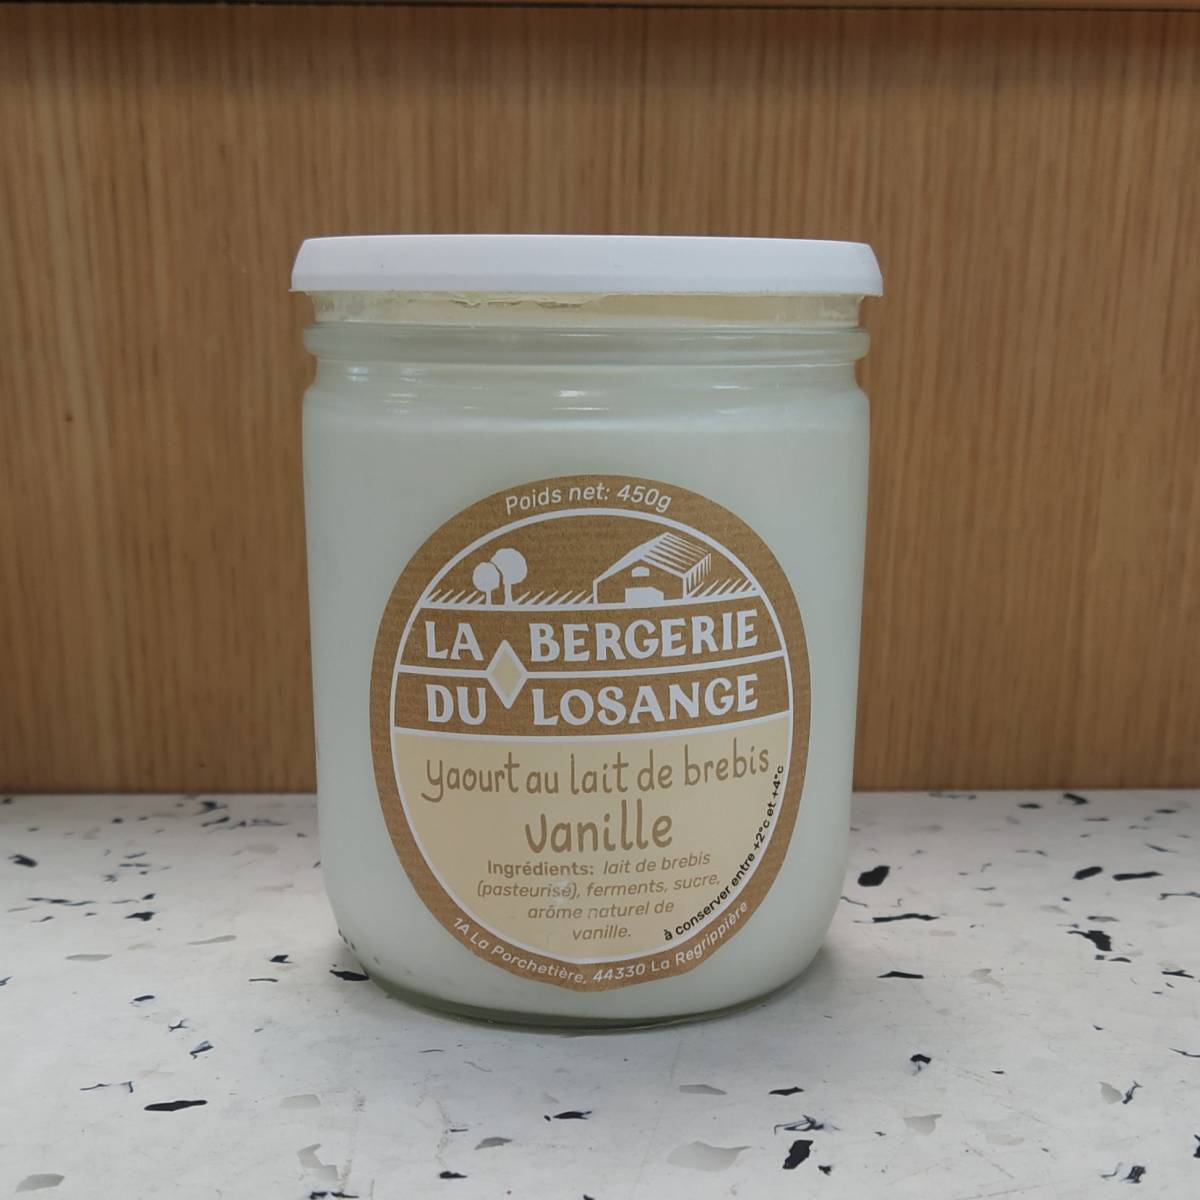 Poids net: 450g
LA BERGERIE
DU LOSANGE
yaourt au lait de brebis
vanille
Ingrédients: lait de brebis
(pasteurisé), ferments, sucre,
arôme naturel de
vanille.
à conserver entre +2°c et +4°c
1A La Porchetière, 44330 La Regrippière